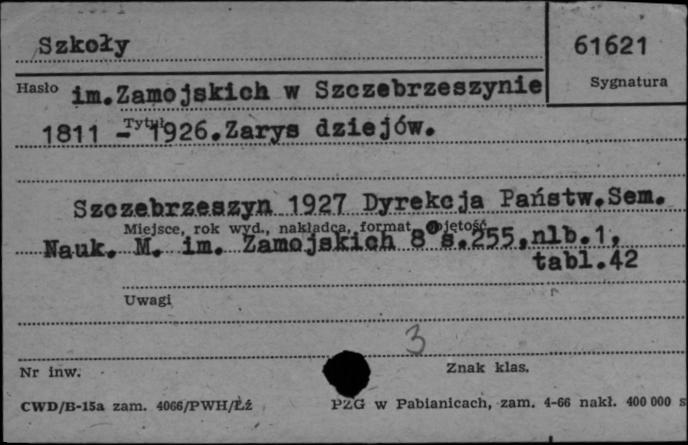 Szkoły
61621
Hasło
im.Zamojskich w Szczebrzeszynie
Sygnatura
Tytuł
1811 - 1926.Zarys dziejów.
Szczebrzeszyn 1927 Dyrekcja Państw.Sem.
Miejsce, rok wyd., nakładca, format, objętość
Nauk. M. im. Zamojskich 8° s.255,nlb.1,
tabl.42
Uwagi
3
Nr inw.
Znak klas.
CWD/B-15a zam. 4066/PWH/Łź
PZG w Pabianicach, zam. 4-66 nakł. 400 000 s